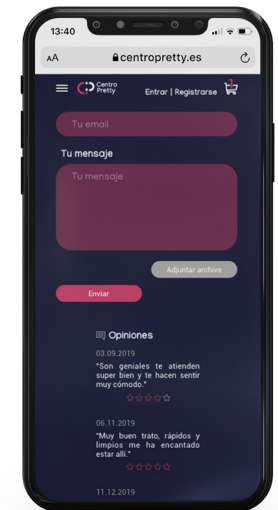 13:40
AA
centropretty.es
Centro
Pretty
Entrar | Registrarse
Tu email
Tu mensaje
Tu mensaje
Adjuntar archivo
Enviar
Opiniones
03.09.2019
"Son geniales te atienden
super bien y te hacen sentir
muy cómodo."
06.11.2019
"Muy buen trato, rápidos y
limpios me ha encantado
estar allí."
11.12.2019